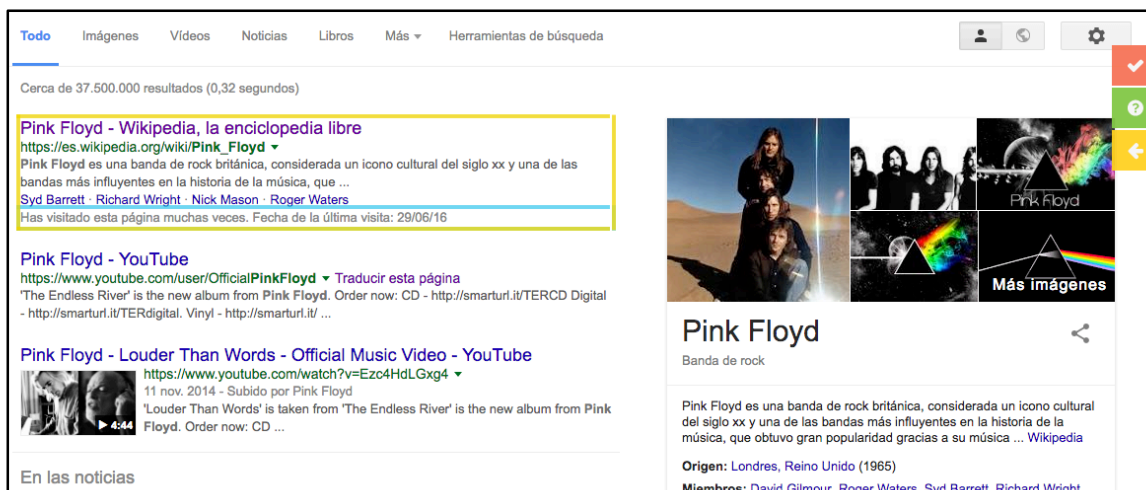 Todo Imágenes Vídeos Noticias Libros Más Herramientas de búsqueda
Cerca de 37.500.000 resultados (0,32 segundos)
Pink Floyd - Wikipedia, la enciclopedia libre
https://es.wikipedia.org/wiki/Pink_Floyd
Pink Floyd es una banda de rock británica, considerada un icono cultural del siglo xx y una de las
bandas más influyentes en la historia de la música, que ...
Syd Barrett · Richard Wright · Nick Mason · Roger Waters
Has visitado esta página muchas veces. Fecha de la última visita: 29/06/16
Pink Floyd - YouTube
https://www.youtube.com/user/OfficialPinkFloyd Traducir esta página
'The Endless River' is the new album from Pink Floyd. Order now: CD - http://smarturl.it/TERCD Digital
- http://smarturl.it/TERdigital. Vinyl - http://smarturl.it/ ...
Pink Floyd - Louder Than Words - Official Music Video - YouTube
https://www.youtube.com/watch?v=Ezc4HdLGxg4
11 nov. 2014 - Subido por Pink Floyd
'Louder Than Words' is taken from 'The Endless River' is the new album from Pink
Floyd. Order now: CD ...
4:44
En las noticias
Pink Floyd
Más imágenes
Pink Floyd
Banda de rock
Pink Floyd es una banda de rock británica, considerada un icono cultural
del siglo xx y una de las bandas más influyentes en la historia de la
música, que obtuvo gran popularidad gracias a su música ... Wikipedia
Origen: Londres, Reino Unido (1965)
Miembros: David Gilmour, Roger Waters, Syd Barrett, Richard Wright